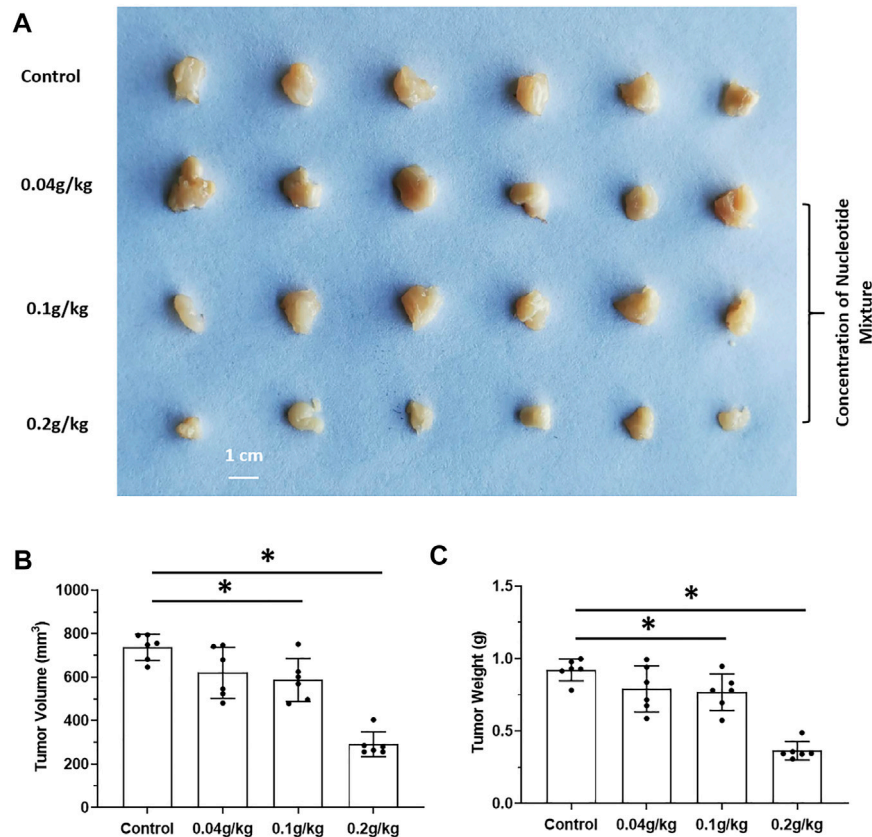 A
Control
0.04g/kg
0.1g/kg
0.2g/kg
1 cm
Concentration of Nucleotide
Mixture
B
*
*
Tumor Volume (mm³)
1000
800
600
400
200
0
Control 0.04g/kg 0.1g/kg 0.2g/kg
C
*
*
Tumor Weight (g)
1.5
1.0
0.5
0.0
Control 0.04g/kg 0.1g/kg 0.2g/kg